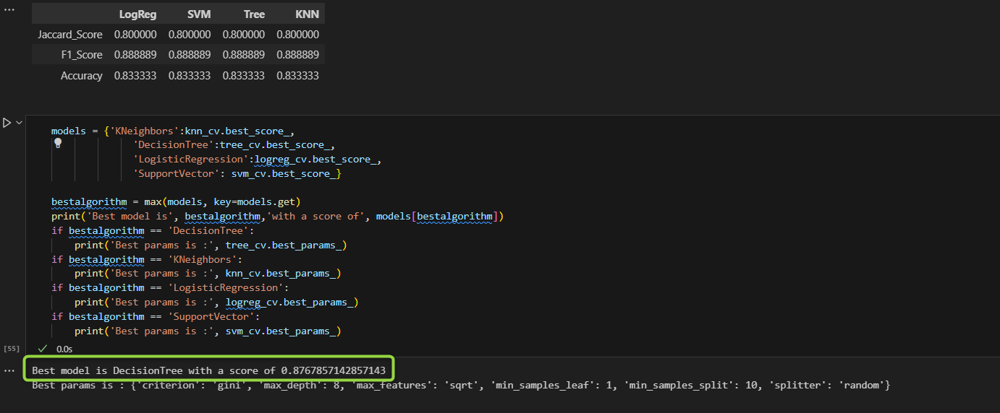 LogReg SVM Tree KNN
Jaccard_Score 0.800000 0.800000 0.800000 0.800000
F1_Score 0.888889 0.888889 0.888889 0.888889
Accuracy 0.833333 0.833333 0.833333 0.833333
models = {'KNeighbors':knn_cv.best_score_,
'DecisionTree':tree_cv.best_score_,
'LogisticRegression':logreg_cv.best_score_,
'SupportVector': svm_cv.best_score_}
bestalgorithm = max(models, key=models.get)
print('Best model is', bestalgorithm,'with a score of', models[bestalgorithm])
if bestalgorithm == 'DecisionTree':
print('Best params is :', tree_cv.best_params_)
if bestalgorithm == 'KNeighbors':
print('Best params is :', knn_cv.best_params_)
if bestalgorithm == 'LogisticRegression':
print('Best params is :', logreg_cv.best_params_)
if bestalgorithm == 'SupportVector':
print('Best params is :', svm_cv.best_params_)
[55] 0.0s
Best model is DecisionTree with a score of 0.8767857142857143
Best params is : {'criterion': 'gini', 'max_depth': 8, 'max_features': 'sqrt', 'min_samples_leaf': 1, 'min_samples_split': 10, 'splitter': 'random'}